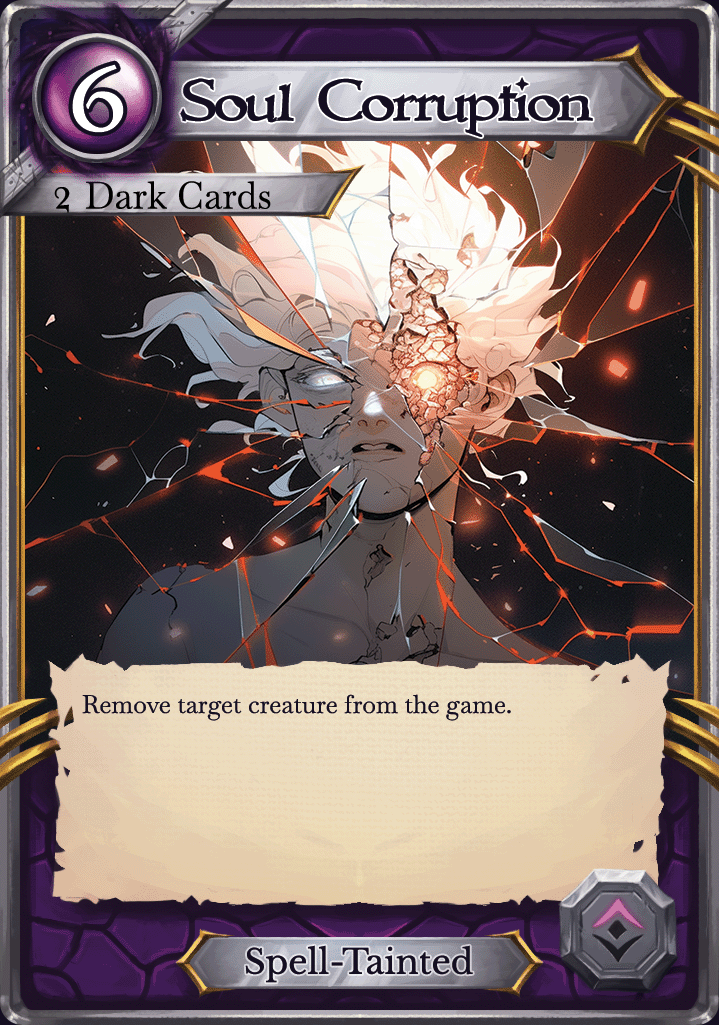 6
Soul Corruption
2 Dark Cards
Remove target creature from the game.
Spell-Tainted